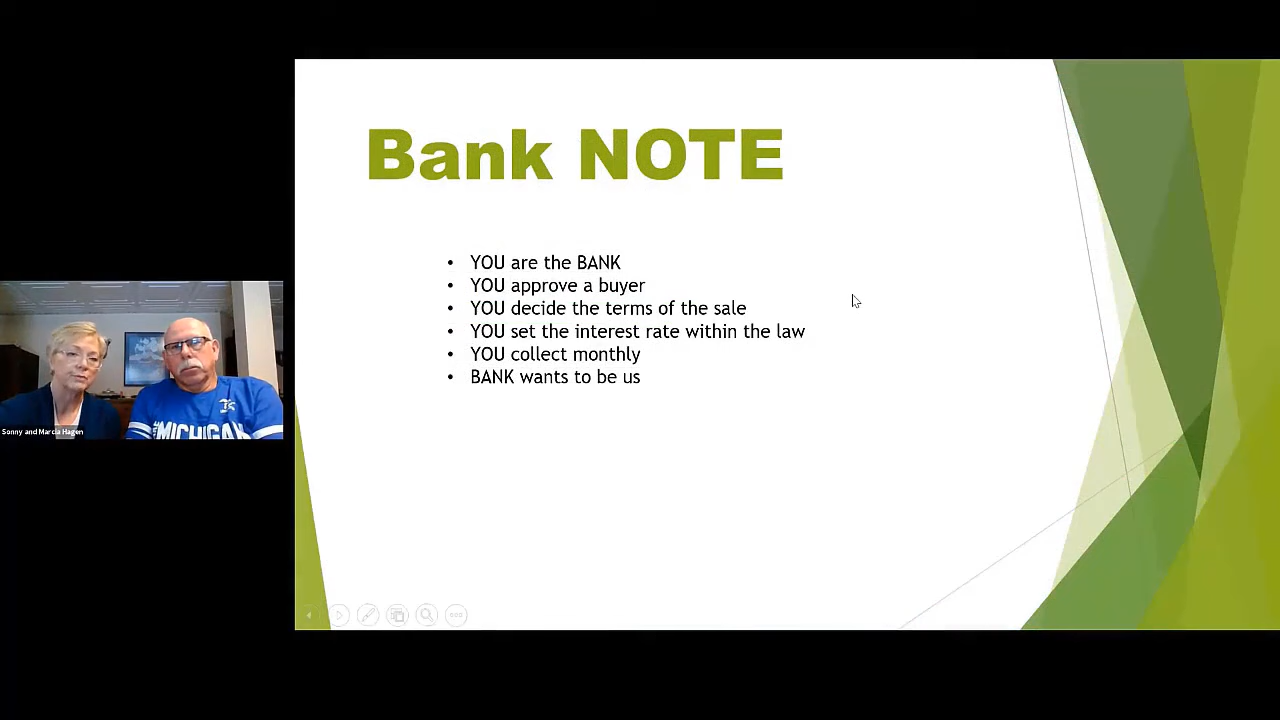 Bank NOTE
• YOU are the BANK
• YOU approve a buyer
• YOU decide the terms of the sale
• YOU set the interest rate within the law
• YOU collect monthly
• BANK wants to be us
MICHIGAN
Sonny and Marcia Hagen